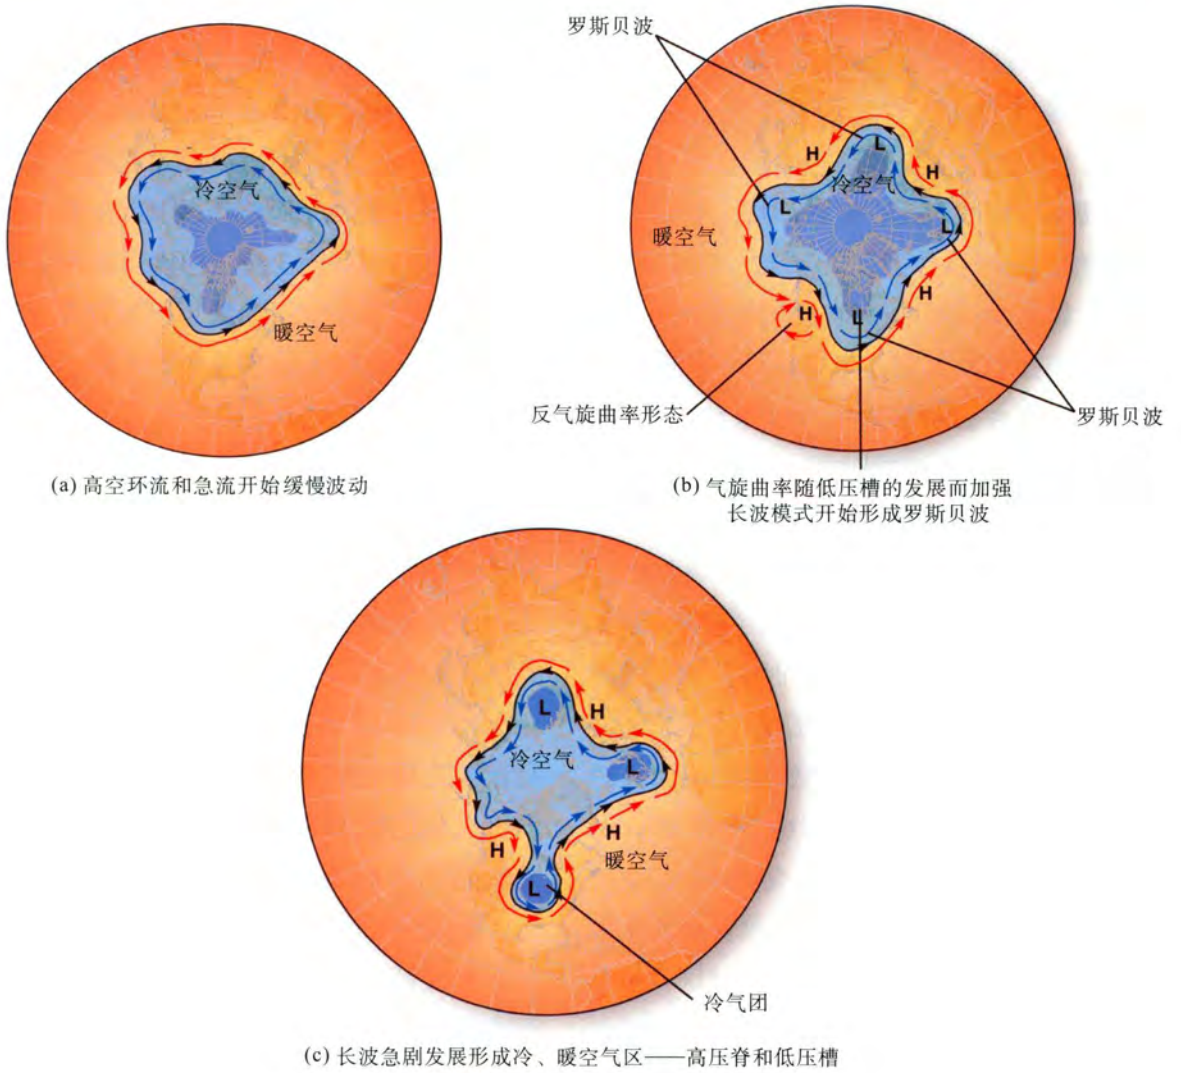 冷空气
暖空气
(a) 高空环流和急流开始缓慢波动
罗斯贝波
L
H
H
冷空气
L
L
暖空气
H
H
L
反气旋曲率形态
罗斯贝波
(b) 气旋曲率随低压槽的发展而加强
长波模式开始形成罗斯贝波
L
H
冷空气
L
H
H
暖空气
L
冷气团
(c) 长波急剧发展形成冷、暖空气区——高压脊和低压槽